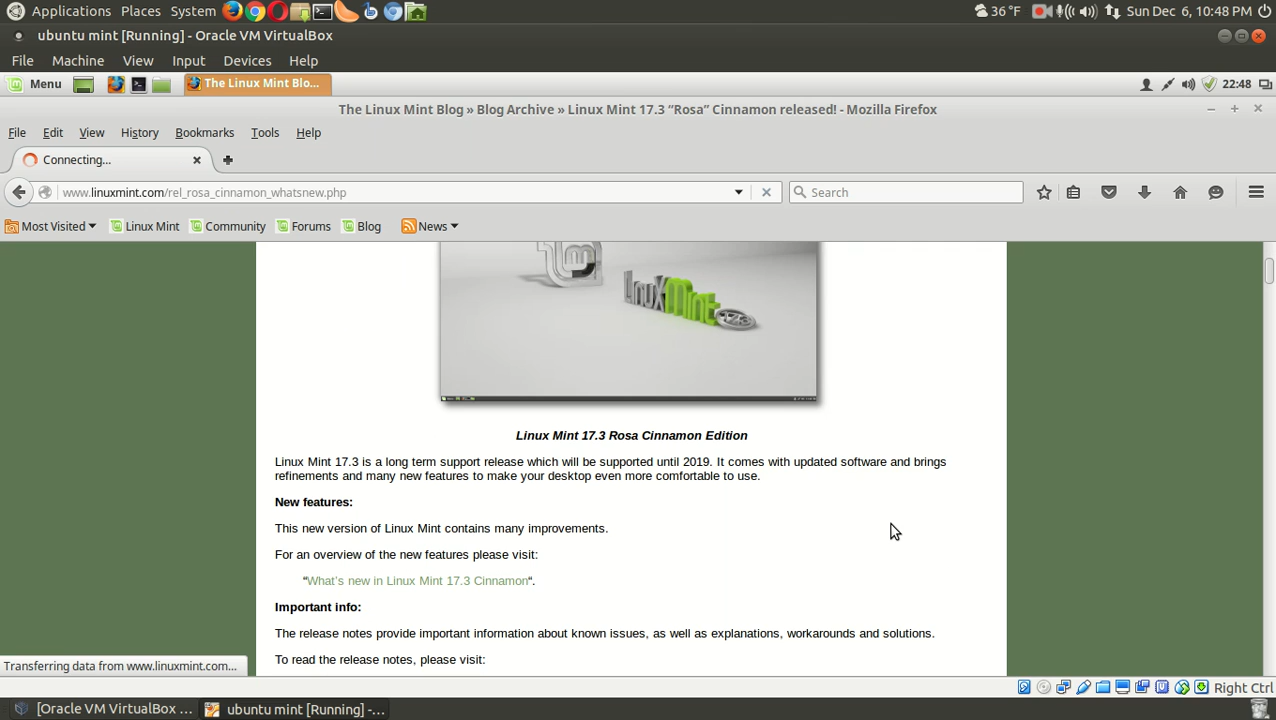 Applications Places System
36 °F
Sun Dec 6, 10:48 PM
ubuntu mint [Running] - Oracle VM VirtualBox
File Machine View Input Devices Help
Menu
The Linux Mint Blo...
22:48
The Linux Mint Blog » Blog Archive » Linux Mint 17.3 “Rosa” Cinnamon released! - Mozilla Firefox
File Edit View History Bookmarks Tools Help
Connecting...
www.linuxmint.com/rel_rosa_cinnamon_whatsnew.php
Search
Most Visited Linux Mint Community Forums Blog News
LinuxMint
17.3
Linux Mint 17.3 Rosa Cinnamon Edition
Linux Mint 17.3 is a long term support release which will be supported until 2019. It comes with updated software and brings
refinements and many new features to make your desktop even more comfortable to use.
New features:
This new version of Linux Mint contains many improvements.
For an overview of the new features please visit:
“What’s new in Linux Mint 17.3 Cinnamon“.
Important info:
The release notes provide important information about known issues, as well as explanations, workarounds and solutions.
To read the release notes, please visit:
Transferring data from www.linuxmint.com...
Right Ctrl
[Oracle VM VirtualBox ...
ubuntu mint [Running] -...